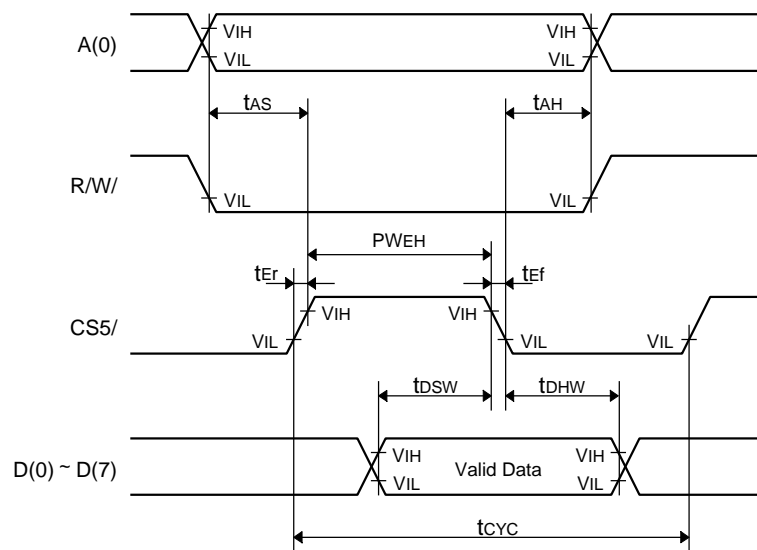 A(0)
VIH
VIL
VIH
VIL
tAS
tAH
R/W/
VIL
VIL
PWEH
tEr
tEf
CS5/
VIH
VIH
VIL
VIL
VIL
tDSW
tDHW
D(0) ~ D(7)
VIH
VIL
Valid Data
VIH
VIL
tCYC